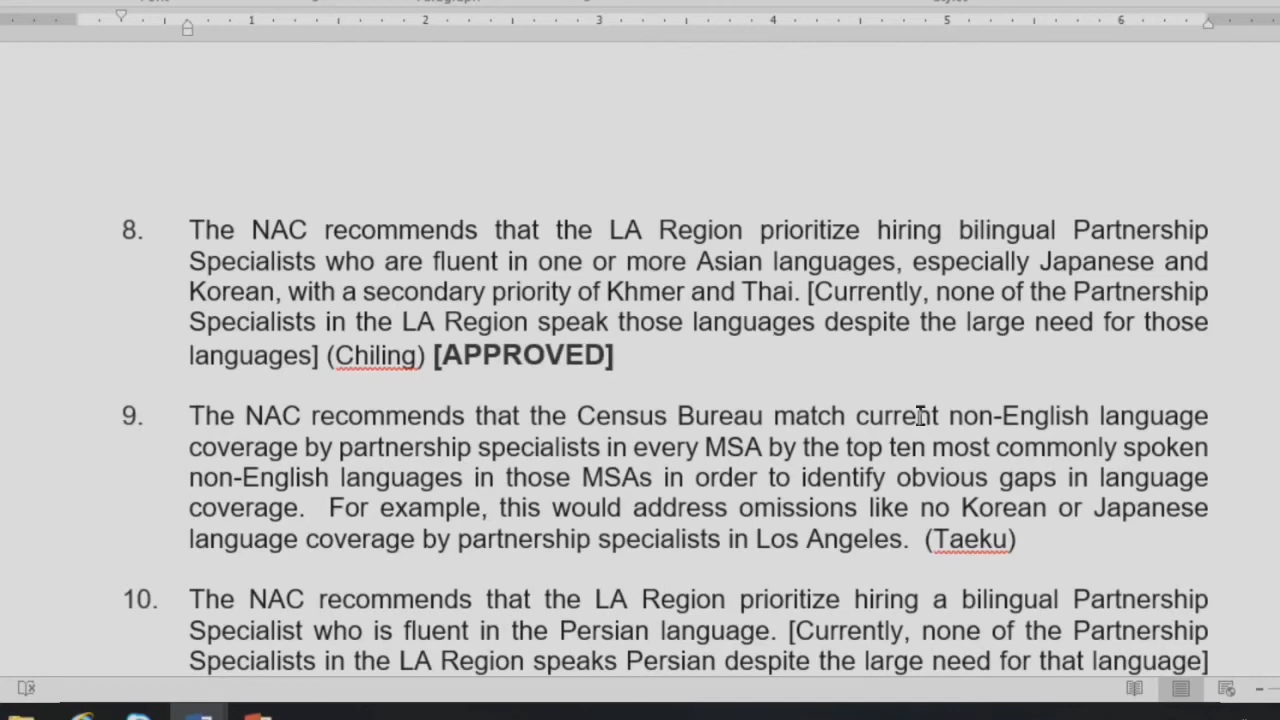 1 2 3 4 5 6
8. The NAC recommends that the LA Region prioritize hiring bilingual Partnership
Specialists who are fluent in one or more Asian languages, especially Japanese and
Korean, with a secondary priority of Khmer and Thai. [Currently, none of the Partnership
Specialists in the LA Region speak those languages despite the large need for those
languages] (Chiling) [APPROVED]
9. The NAC recommends that the Census Bureau match current non-English language
coverage by partnership specialists in every MSA by the top ten most commonly spoken
non-English languages in those MSAs in order to identify obvious gaps in language
coverage.  For example, this would address omissions like no Korean or Japanese
language coverage by partnership specialists in Los Angeles.  (Taeku)
10. The NAC recommends that the LA Region prioritize hiring a bilingual Partnership
Specialist who is fluent in the Persian language. [Currently, none of the Partnership
Specialists in the LA Region speaks Persian despite the large need for that language]